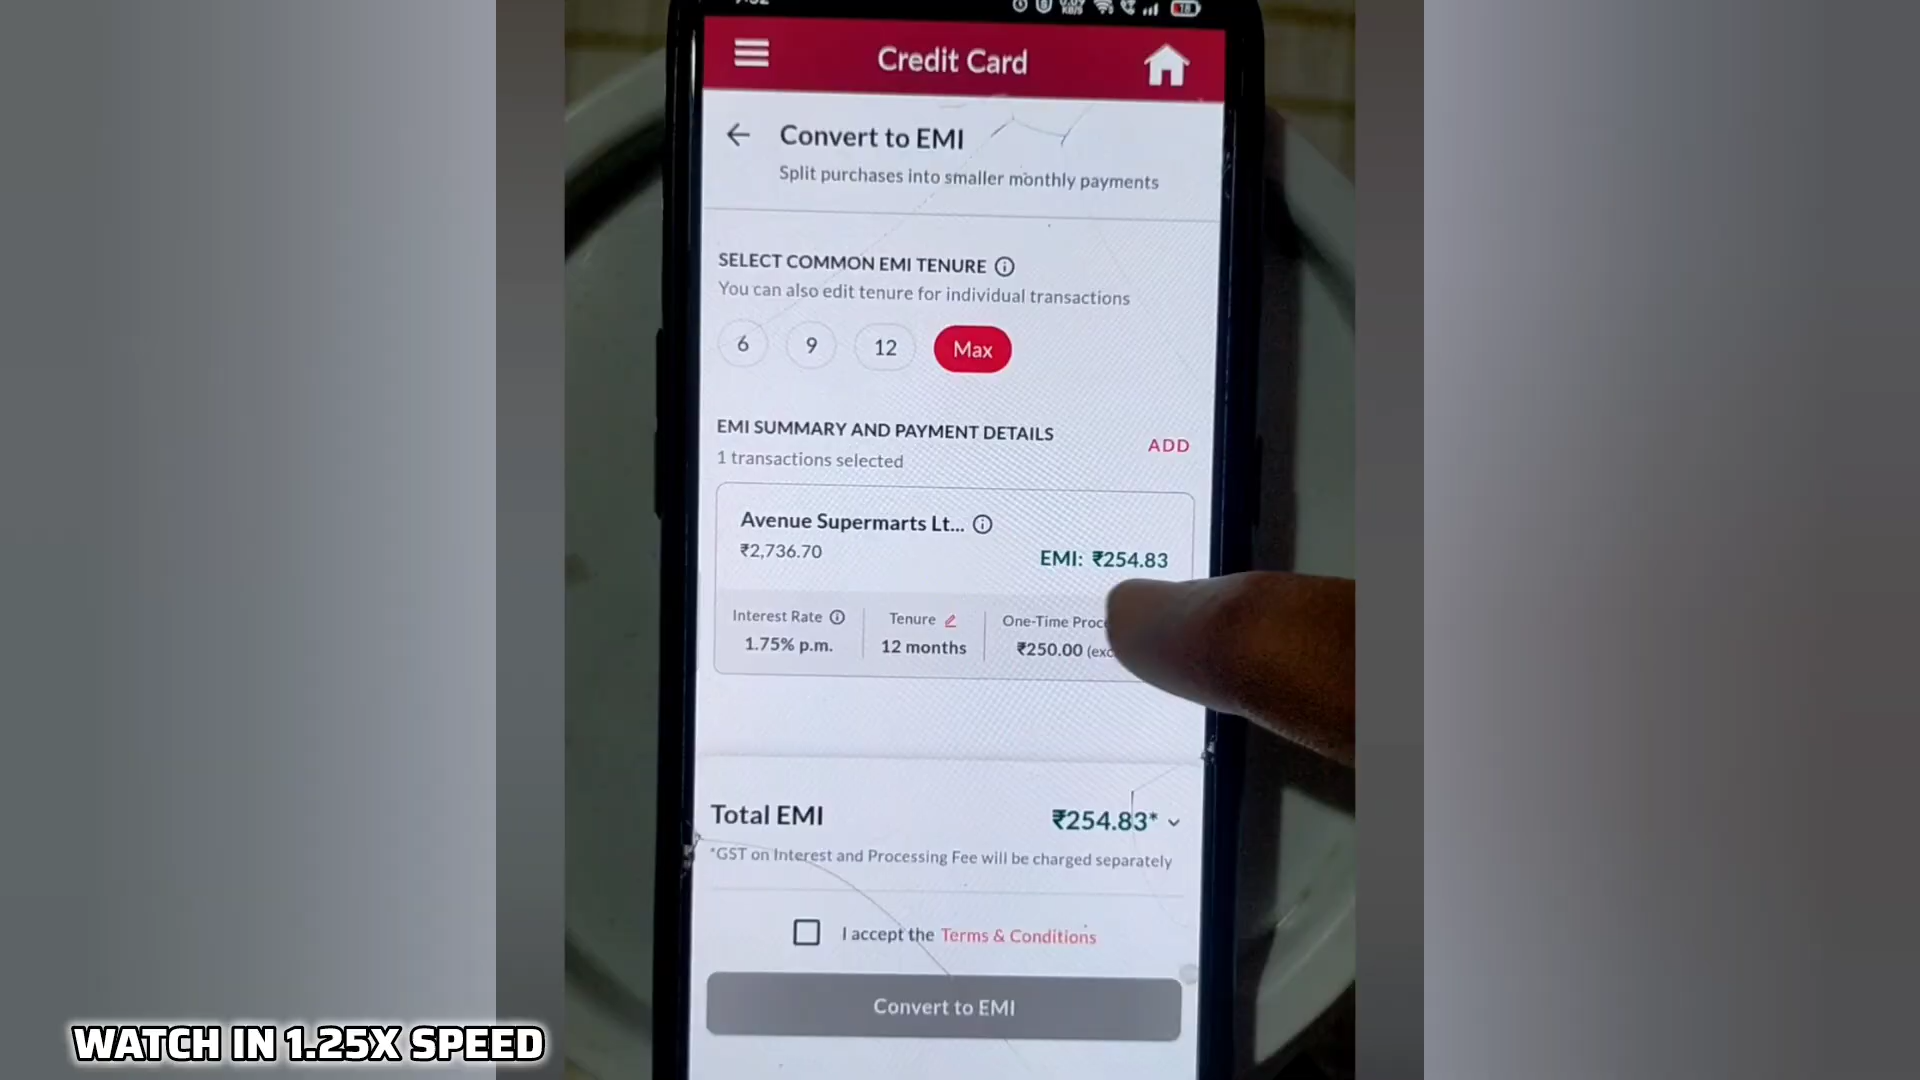 Credit Card
Convert to EMI
Split purchases into smaller monthly payments
SELECT COMMON EMI TENURE
You can also edit tenure for individual transactions
6 9 12 Max
EMI SUMMARY AND PAYMENT DETAILS
ADD
1 transactions selected
Avenue Supermarts Lt...
₹2,736.70
EMI: ₹254.83
Interest Rate Tenure One-Time
1.75% p.m. 12 months ₹250.00
Total EMI ₹254.83*
*GST on Interest and Processing Fee will be charged separately
I accept the Terms & Conditions
Convert to EMI
WATCH IN 1.25X SPEED